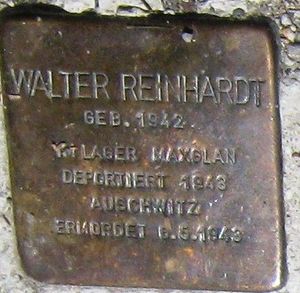 WALTER REINHARDT
GEB. 1942
LAGER MAXGLAN
DEPORTIERT 1943
AUSCHWITZ
ERMORDET 6.5.1943